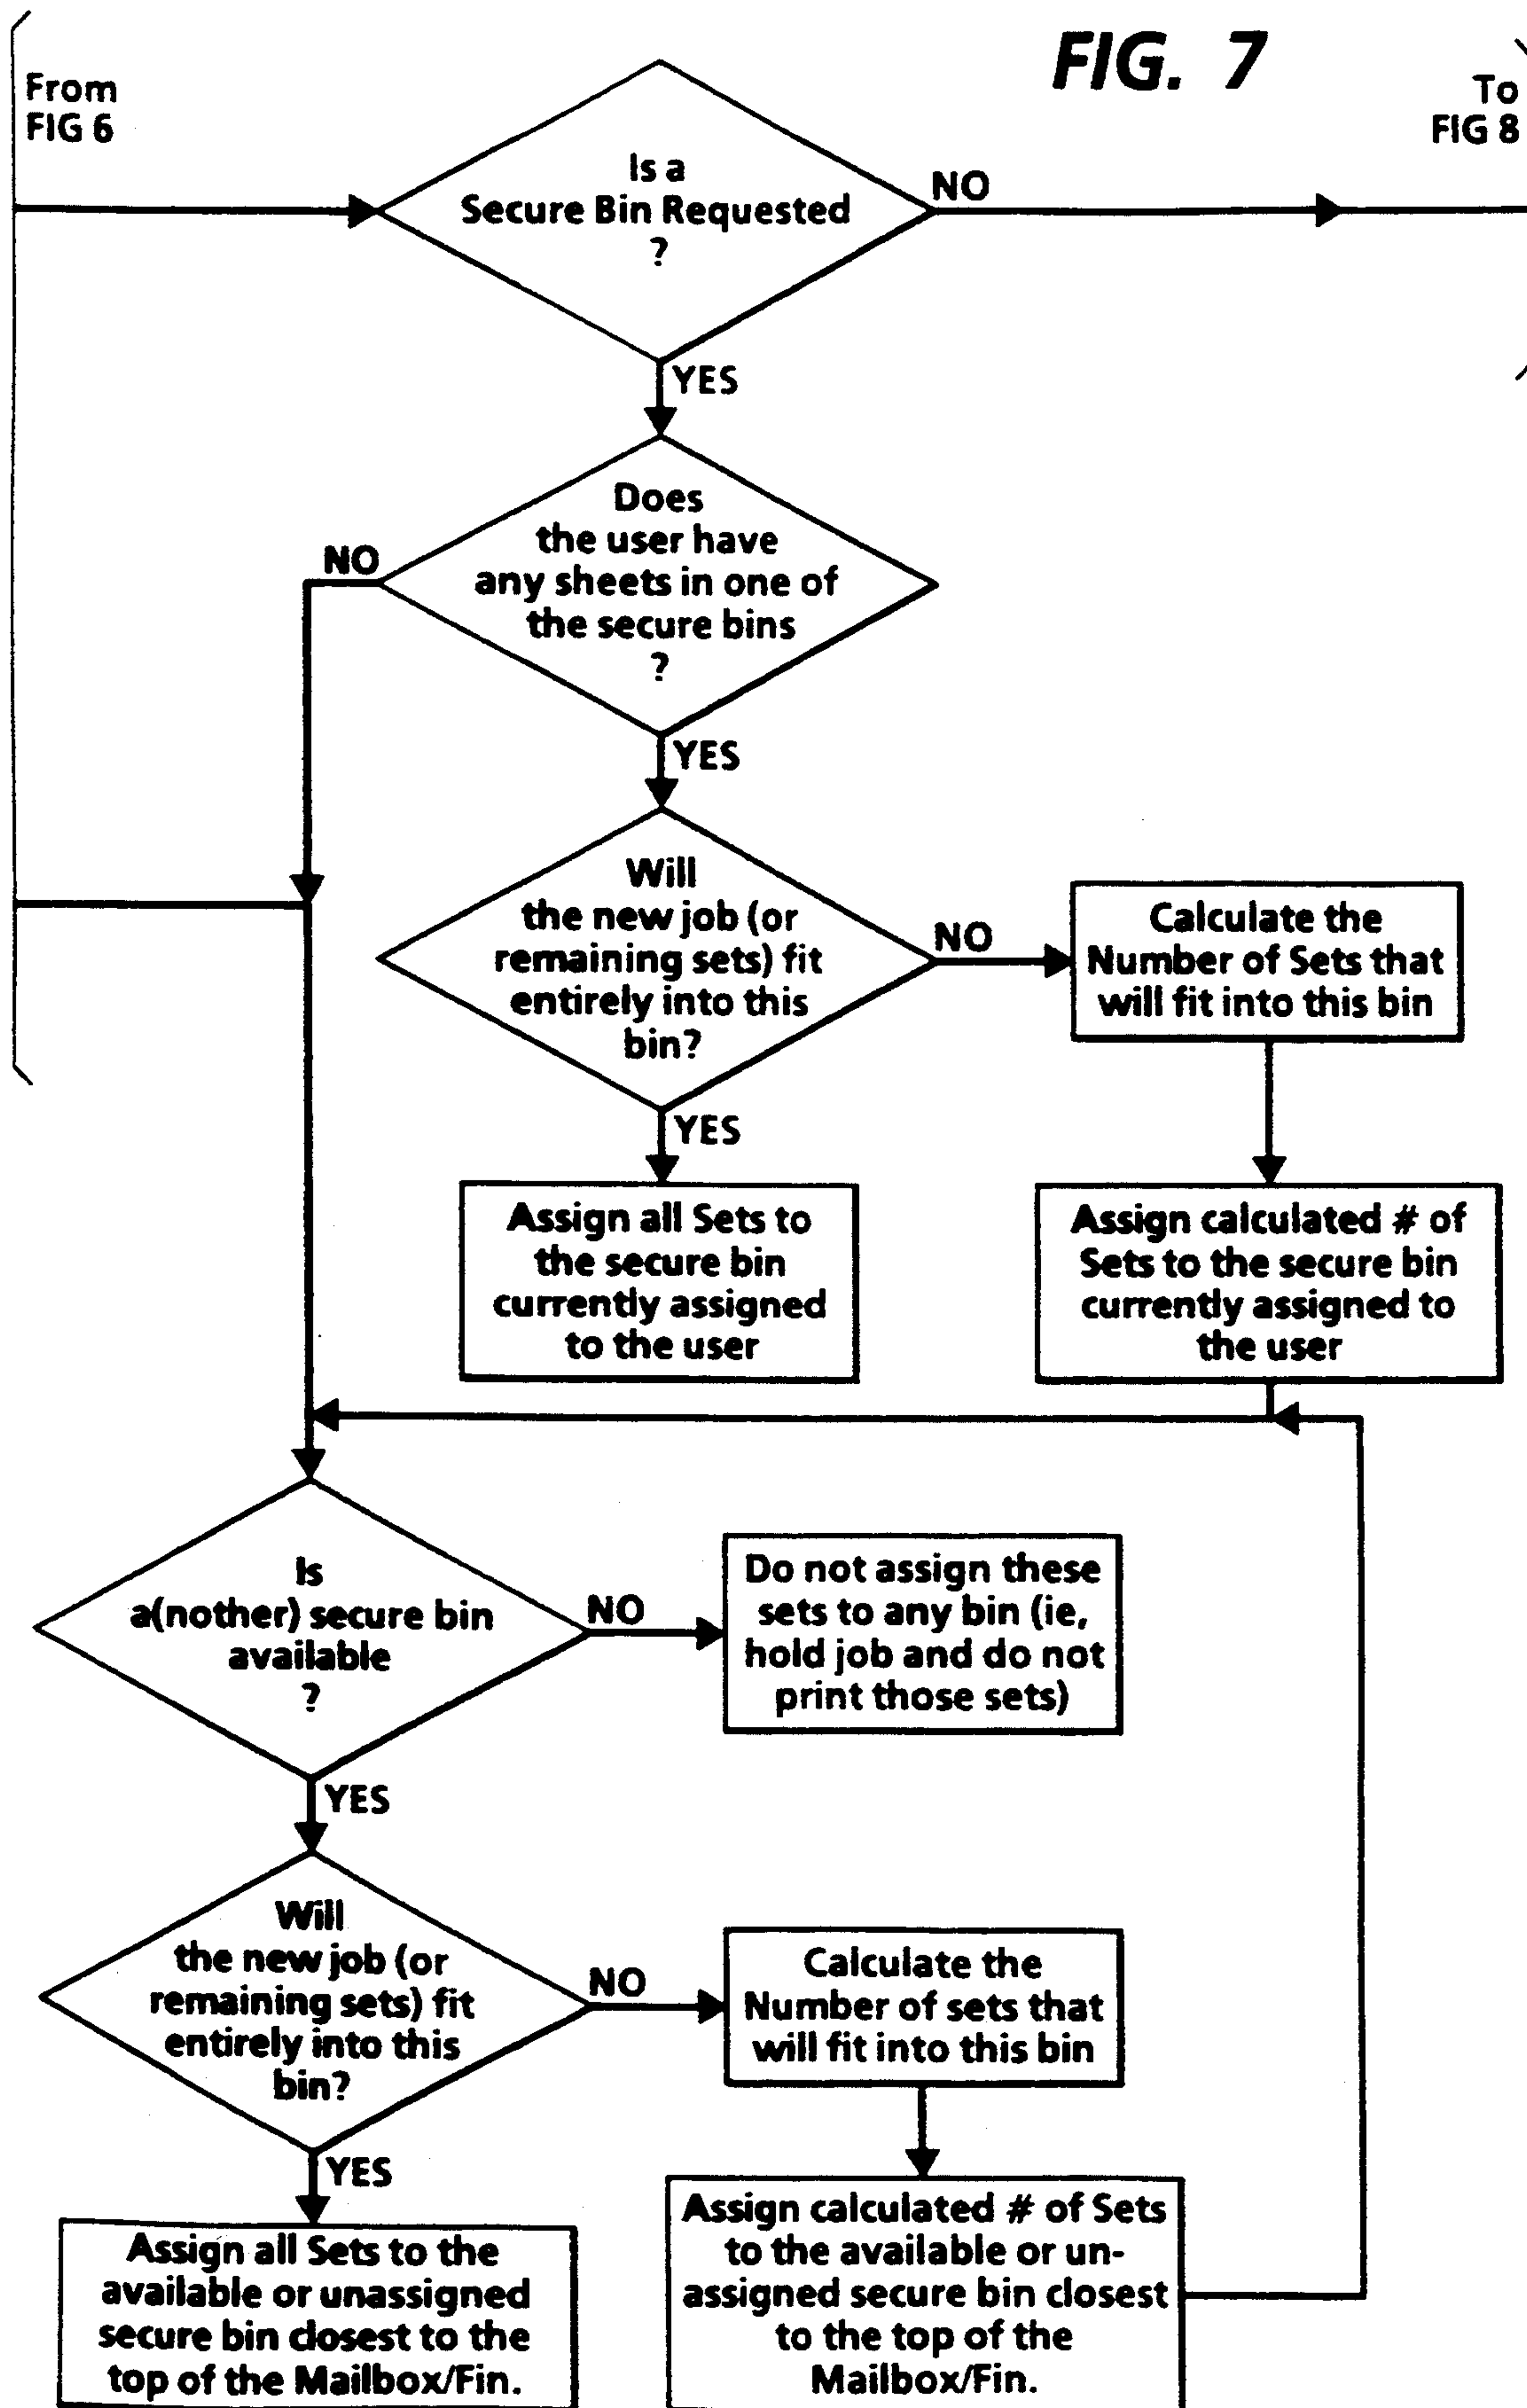 FIG. 7
From
FIG 6
To
FIG 8
Is a
Secure Bin Requested
?
NO
YES
Does
the user have
any sheets in one of
the secure bins
?
NO
YES
Will
the new job (or
remaining sets) fit
entirely into this
bin?
NO
Calculate the
Number of Sets that
will fit into this bin
YES
Assign all Sets to
the secure bin
currently assigned
to the user
Assign calculated # of
Sets to the secure bin
currently assigned to
the user
Is
a(nother) secure bin
available
?
NO
Do not assign these
sets to any bin (ie,
hold job and do not
print those sets)
YES
Will
the new job (or
remaining sets) fit
entirely into this
bin?
NO
Calculate the
Number of sets that
will fit into this bin
YES
Assign all Sets to the
available or unassigned
secure bin closest to the
top of the Mailbox/Fin.
Assign calculated # of Sets
to the available or un-
assigned secure bin closest
to the top of the
Mailbox/Fin.